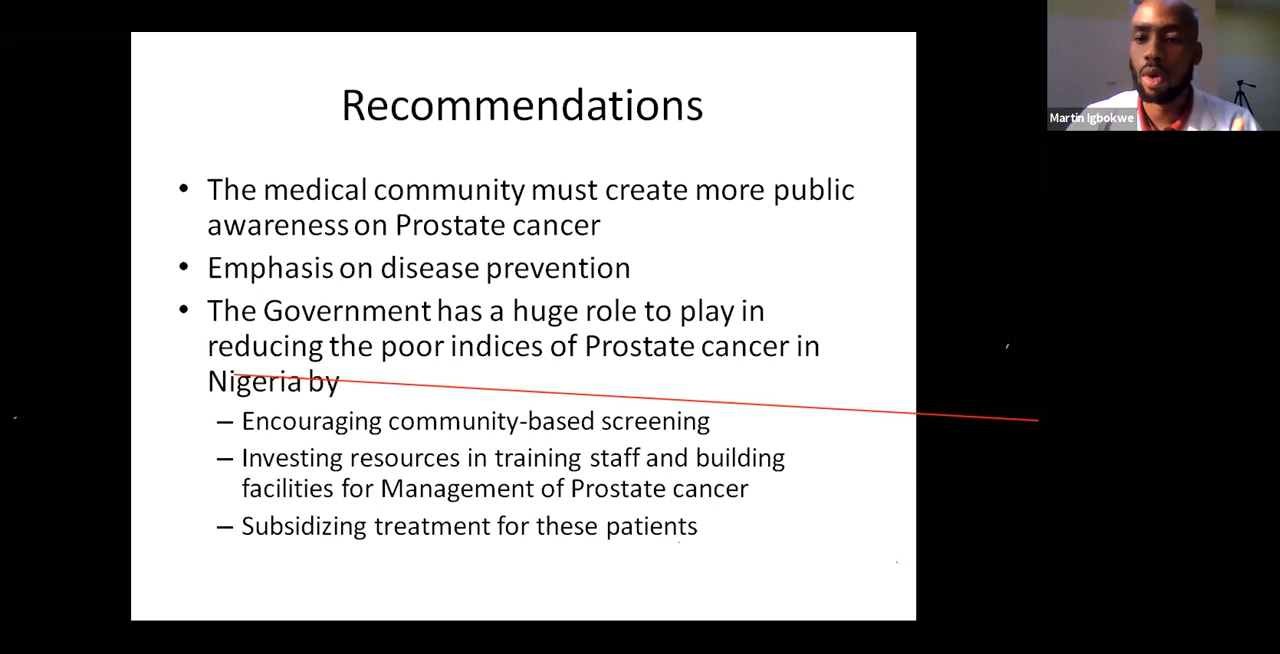 Recommendations
• The medical community must create more public
awareness on Prostate cancer
• Emphasis on disease prevention
• The Government has a huge role to play in
reducing the poor indices of Prostate cancer in
Nigeria by
– Encouraging community-based screening
– Investing resources in training staff and building
facilities for Management of Prostate cancer
– Subsidizing treatment for these patients
Martin Igbokwe